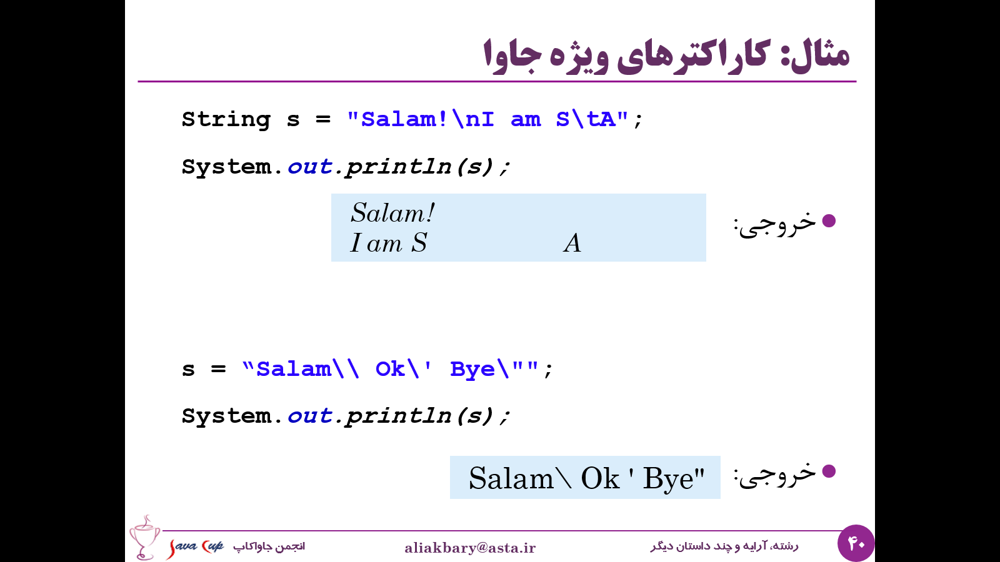 مثال: کاراکترهای ویژه جاوا
String s = "Salam!\nI am S\tA";
System.out.println(s);
خروجی:
Salam!
I am S A
s = “Salam\\ Ok\' Bye\"";
System.out.println(s);
خروجی:
Salam\ Ok ' Bye"
۴۰
رشته، آرایه و چند داستان دیگر
aliakbary@asta.ir
انجمن جاواکاپ
Java Cup